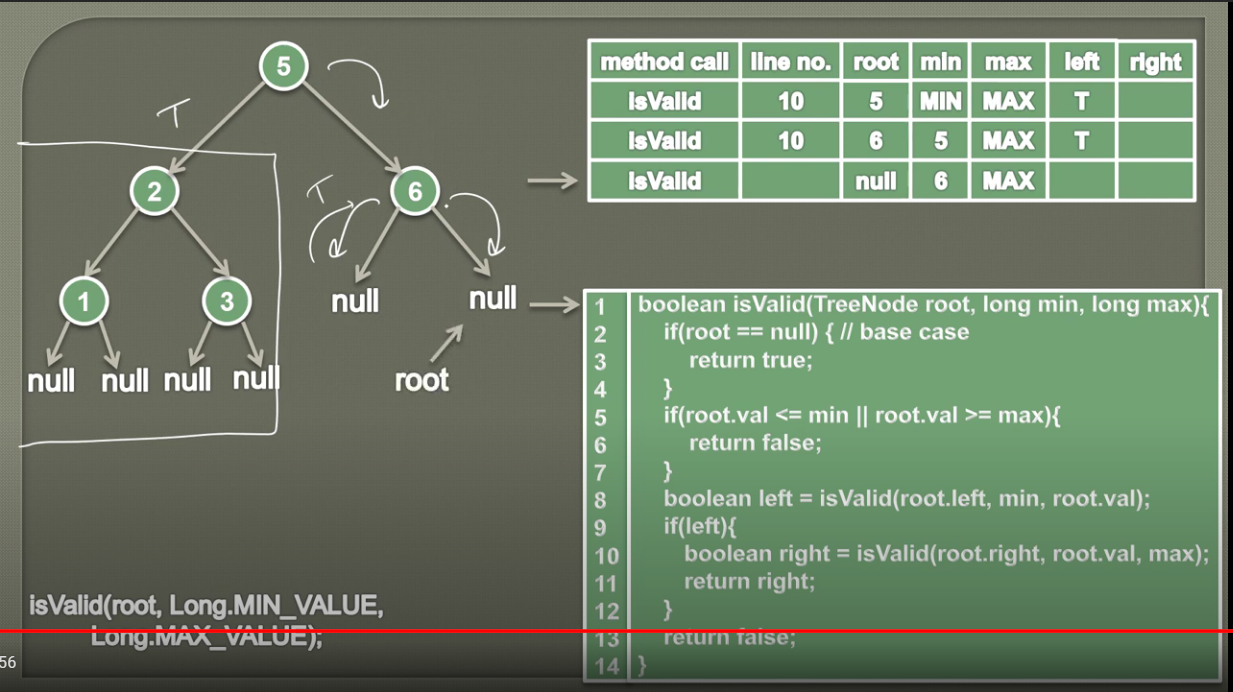 5
T
2
T
6
1
3
null
null
null
null
null
null
root
isValid(root, Long.MIN_VALUE,
Long.MAX_VALUE);
56
method call line no. root min max left right
isValid 10 5 MIN MAX T
isValid 10 6 5 MAX T
isValid null 6 MAX
1 boolean isValid(TreeNode root, long min, long max){
2 if(root == null) { // base case
3 return true;
4 }
5 if(root.val <= min || root.val >= max){
6 return false;
7 }
8 boolean left = isValid(root.left, min, root.val);
9 if(left){
10 boolean right = isValid(root.right, root.val, max);
11 return right;
12 }
13 return false;
14 }